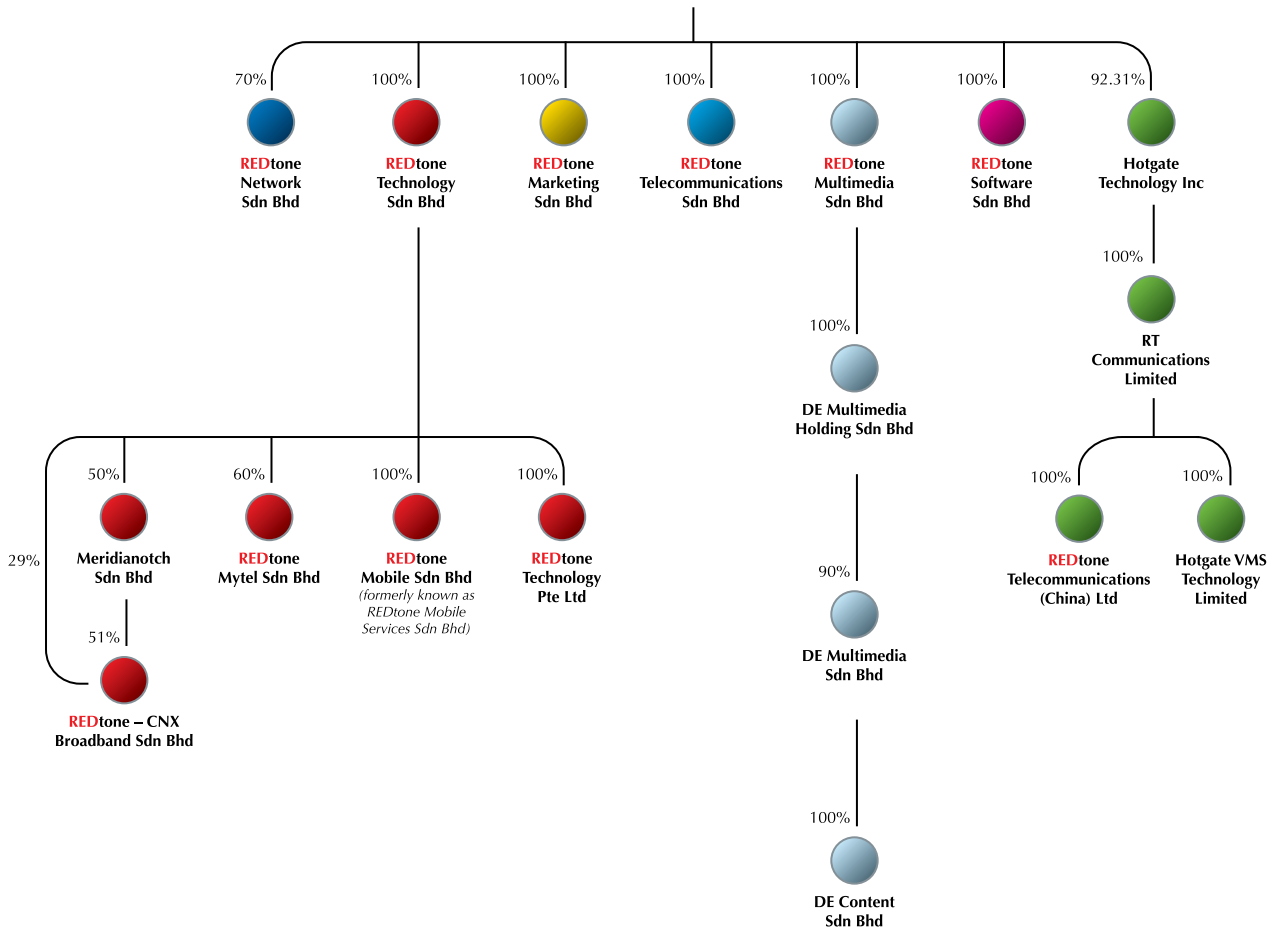 70%
100%
100%
100%
100%
100%
92.31%
REDtone
Network
Sdn Bhd
REDtone
Technology
Sdn Bhd
REDtone
Marketing
Sdn Bhd
REDtone
Telecommunications
Sdn Bhd
REDtone
Multimedia
Sdn Bhd
REDtone
Software
Sdn Bhd
Hotgate
Technology Inc
100%
RT
Communications
Limited
100%
DE Multimedia
Holding Sdn Bhd
50%
Meridianotch
Sdn Bhd
60%
REDtone
Mytel Sdn Bhd
100%
REDtone
Mobile Sdn Bhd
(formerly known as
REDtone Mobile
Services Sdn Bhd)
100%
REDtone
Technology
Pte Ltd
100%
REDtone
Telecommunications
(China) Ltd
100%
Hotgate VMS
Technology
Limited
29%
51%
REDtone – CNX
Broadband Sdn Bhd
90%
DE Multimedia
Sdn Bhd
100%
DE Content
Sdn Bhd